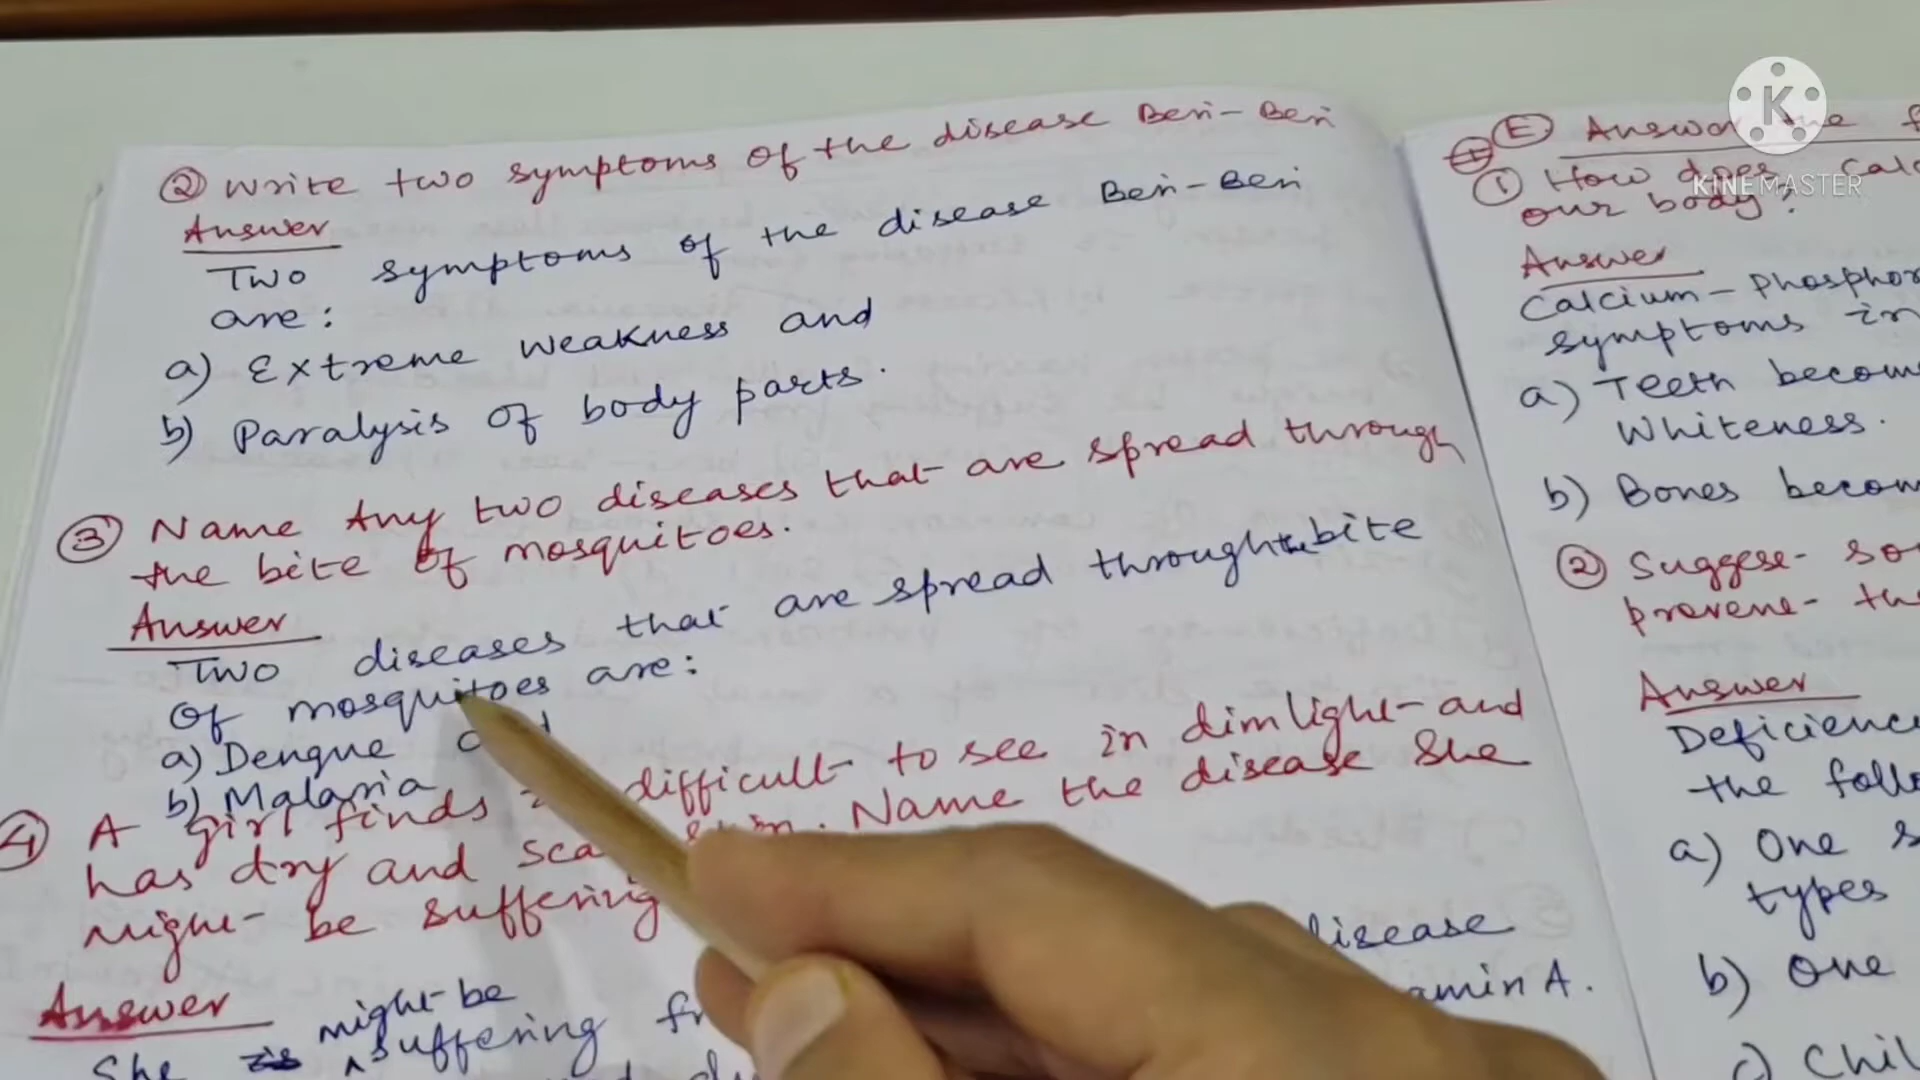 ② Write two symptoms of the disease Beri-Beri
Answer
Two symptoms of the disease Beri-Beri
are:
a) Extreme weakness and
b) Paralysis of body parts.
③ Name Any two diseases that are spread through
the bite of mosquitoes.
Answer
Two diseases that are spread through the bite
of mosquitoes are:
a) Dengue
b) Malaria
④ A girl finds difficult to see in dim light and
has dry and skin. Name the disease She
might be suffering
Answer
might be disease
She suffering amin A.
Ⓔ Answer the f
① How does Calc
our body?
Answer
Calcium-Phosphor
symptoms in
a) Teeth becom
Whiteness.
b) Bones becom
② Suggest so
prevent the
Answer
Deficienc
the follo
a) One s
types
b) One
c) Chil
K
KINEMASTER